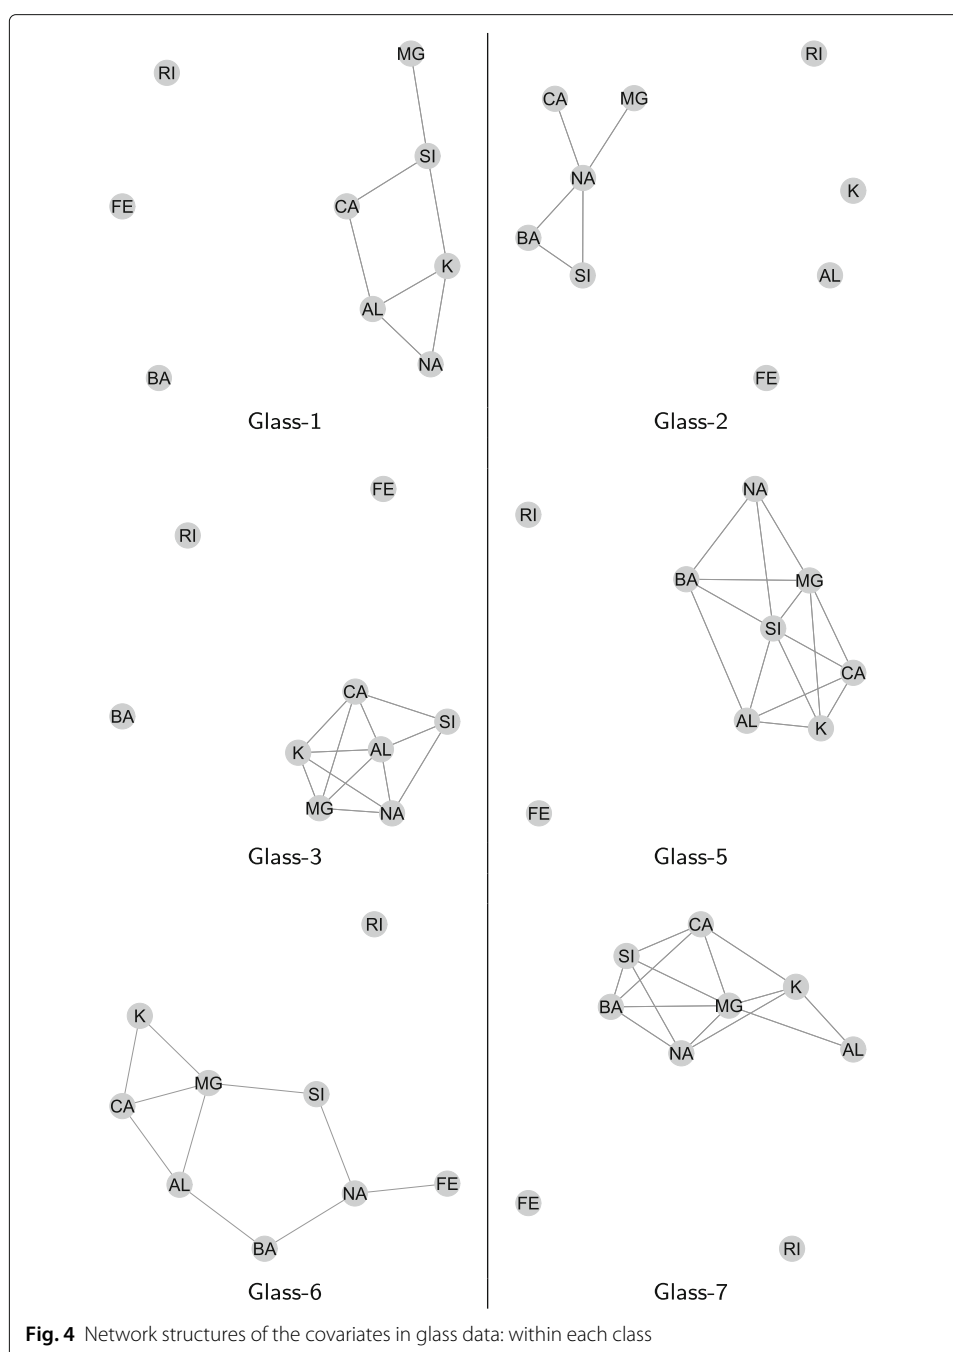 RI
MG
SI
FE
CA
K
AL
NA
BA
Glass-1
RI
CA
MG
NA
K
BA
SI
AL
FE
Glass-2
FE
RI
CA
BA
SI
K
AL
MG
NA
Glass-3
NA
RI
BA
MG
SI
CA
AL
K
FE
Glass-5
RI
K
MG
SI
CA
AL
NA
FE
BA
Glass-6
CA
SI
K
BA
MG
NA
AL
FE
RI
Glass-7
Fig. 4 Network structures of the covariates in glass data: within each class